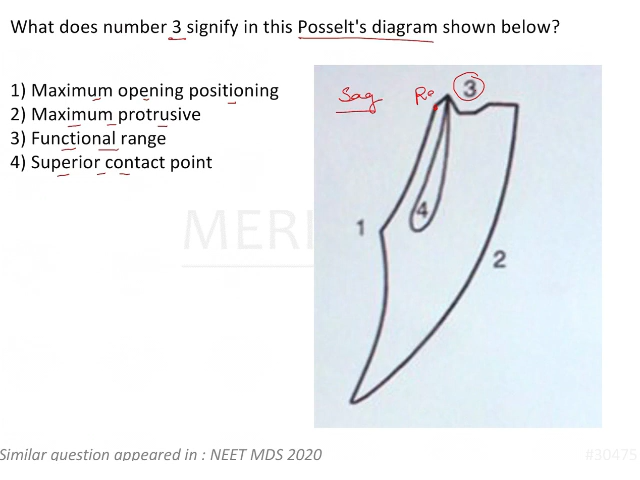 What does number 3 signify in this Posselt's diagram shown below?
1) Maximum opening positioning
2) Maximum protrusive
3) Functional range
4) Superior contact point
Sag Re 3
4
1
2
MERI
Similar question appeared in : NEET MDS 2020
#30475